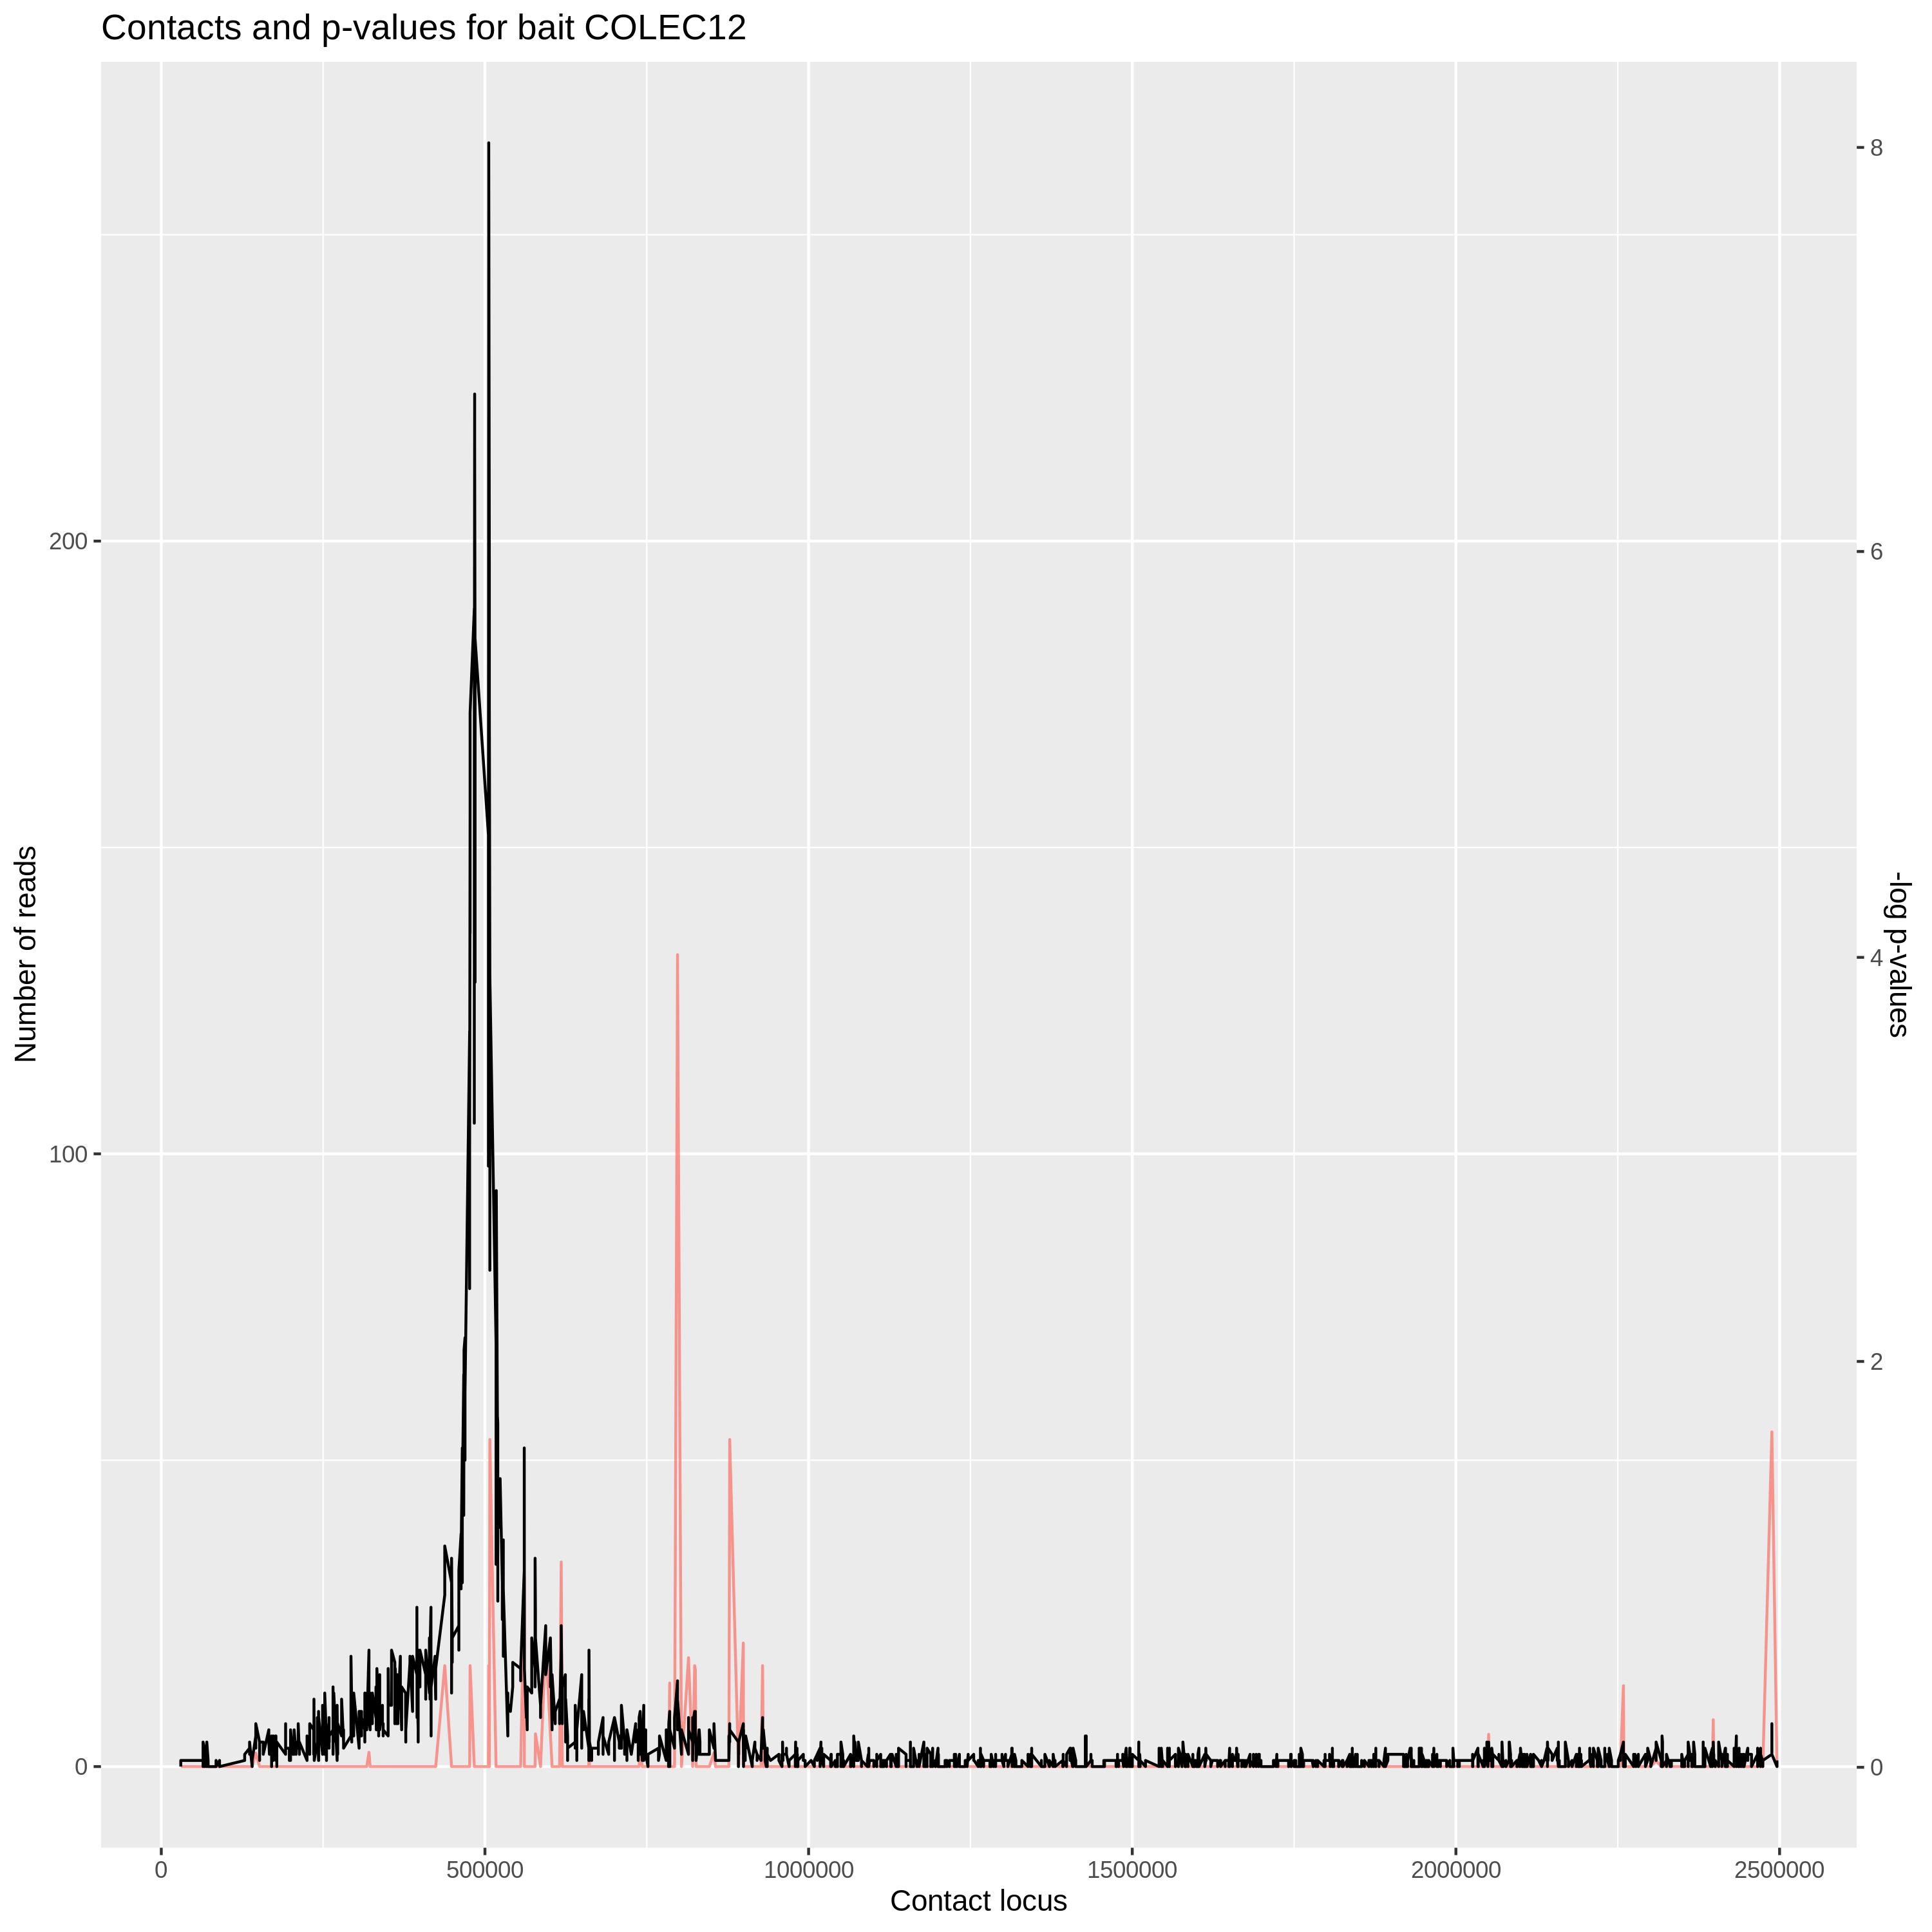 Contacts and p-values for bait COLEC12
Number of reads
200
100
0
8
6
4
2
0
-log p-values
0 500000 1000000 1500000 2000000 2500000
Contact locus